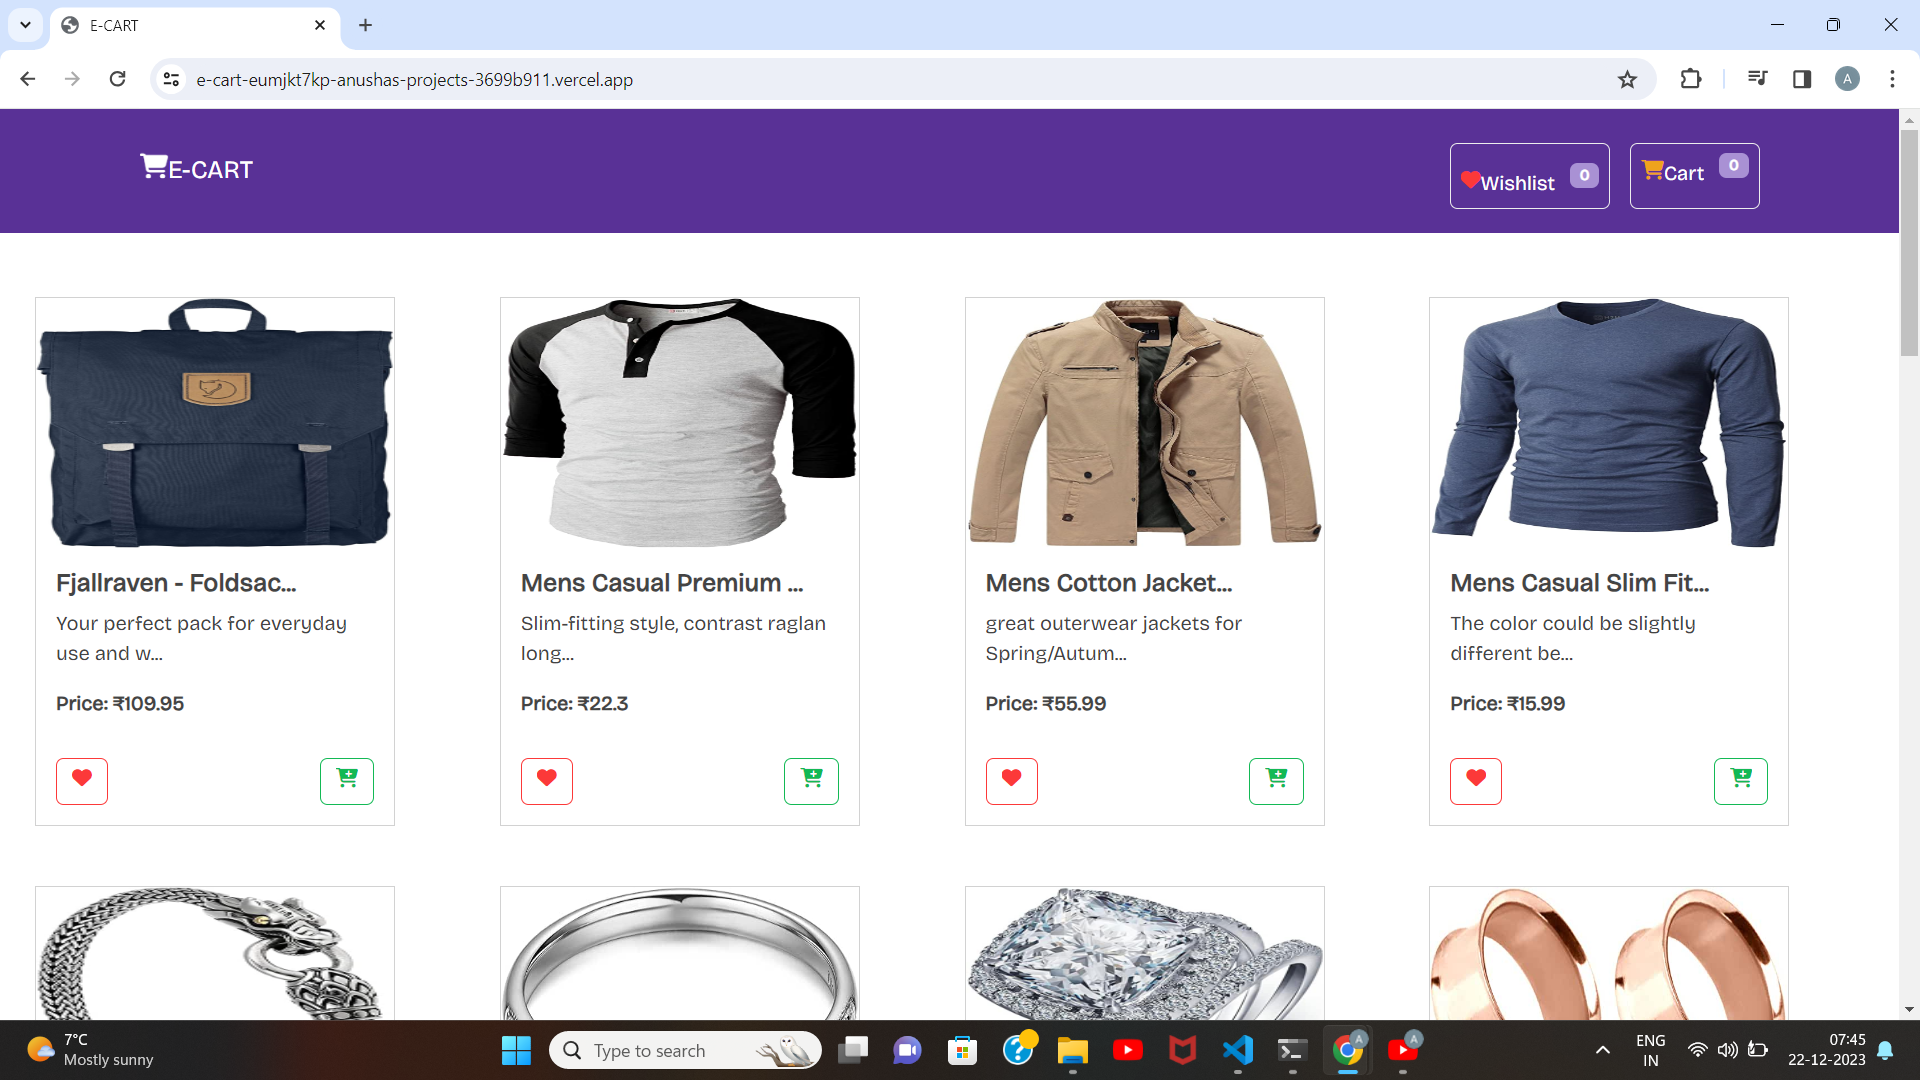 E-CART
e-cart-eumjkt7kp-anushas-projects-3699b911.vercel.app
A
E-CART
Wishlist 0
Cart 0
Fjallraven - Foldsac...
Your perfect pack for everyday
use and w...
Price: ₹109.95
Mens Casual Premium ...
Slim-fitting style, contrast raglan
long...
Price: ₹22.3
Mens Cotton Jacket...
great outerwear jackets for
Spring/Autum...
Price: ₹55.99
Mens Casual Slim Fit...
The color could be slightly
different be...
Price: ₹15.99
7°C
Mostly sunny
Type to search
A
A
ENG
IN
07:45
22-12-2023